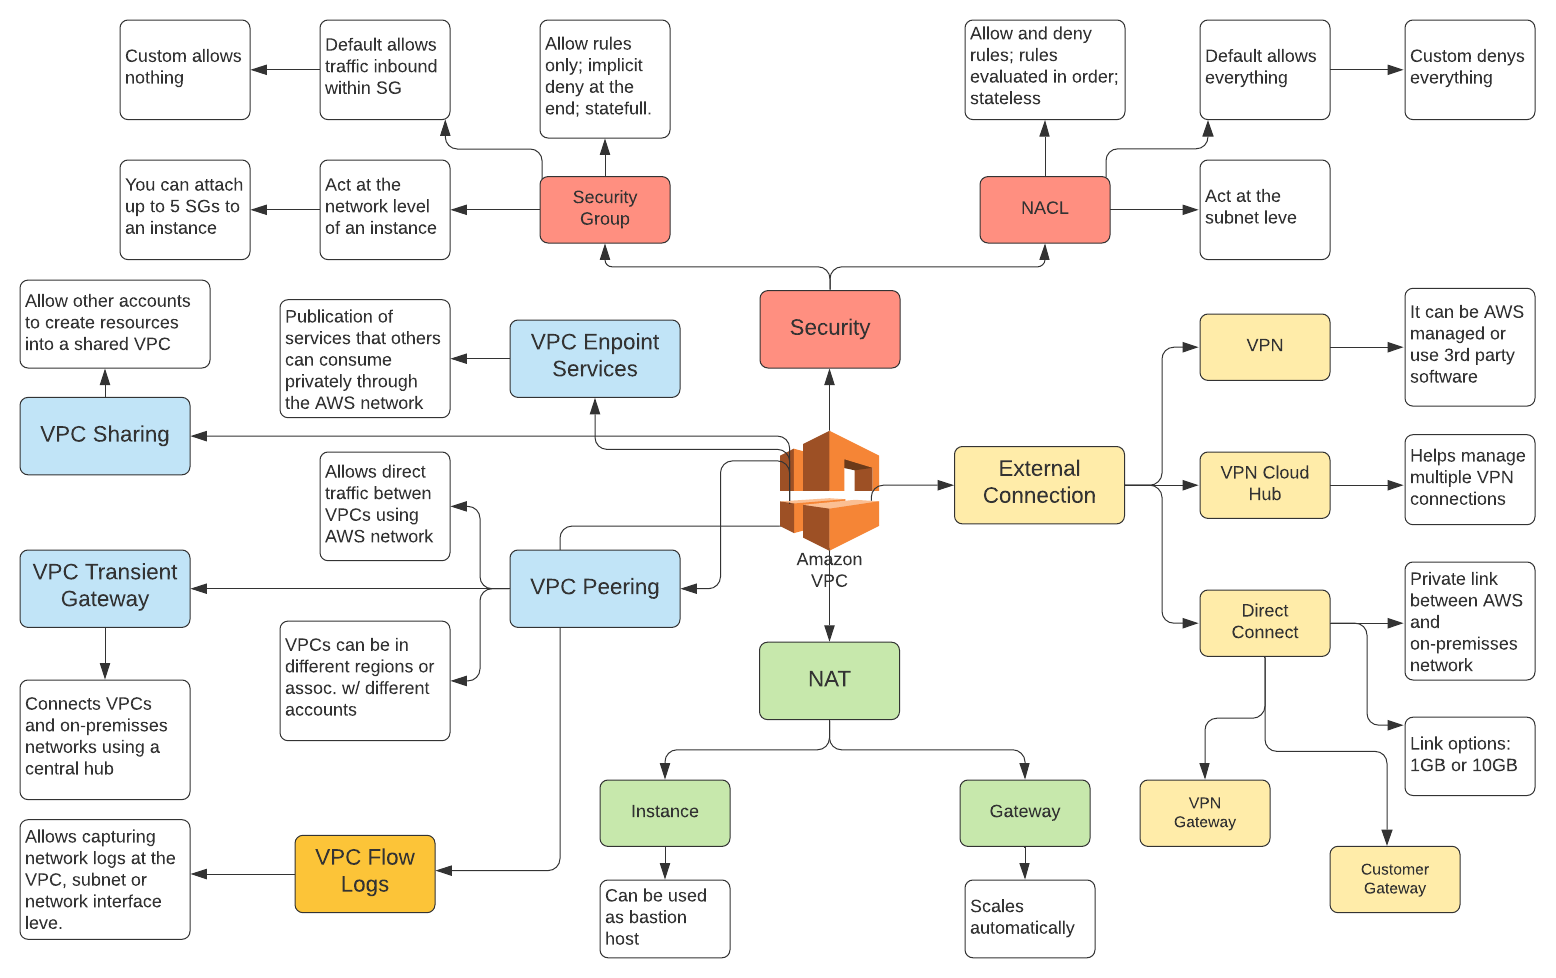 Custom allows
nothing
Default allows
traffic inbound
within SG
Allow rules
only; implicit
deny at the
end; statefull.
Allow and deny
rules; rules
evaluated in order;
stateless
Default allows
everything
Custom denys
everything
You can attach
up to 5 SGs to
an instance
Act at the
network level
of an instance
Security
Group
NACL
Act at the
subnet leve
Allow other accounts
to create resources
into a shared VPC
Publication of
services that others
can consume
privately through
the AWS network
VPC Enpoint
Services
Security
VPN
It can be AWS
managed or
use 3rd party
software
VPC Sharing
Allows direct
traffic betwen
VPCs using
AWS network
External
Connection
VPN Cloud
Hub
Helps manage
multiple VPN
connections
Amazon
VPC
VPC Transient
Gateway
VPC Peering
Direct
Connect
Private link
between AWS
and
on-premisses
network
VPCs can be in
different regions or
assoc. w/ different
accounts
NAT
Connects VPCs
and on-premisses
networks using a
central hub
Link options:
1GB or 10GB
Instance
Gateway
VPN
Gateway
Allows capturing
network logs at the
VPC, subnet or
network interface
leve.
VPC Flow
Logs
Customer
Gateway
Can be used
as bastion
host
Scales
automatically